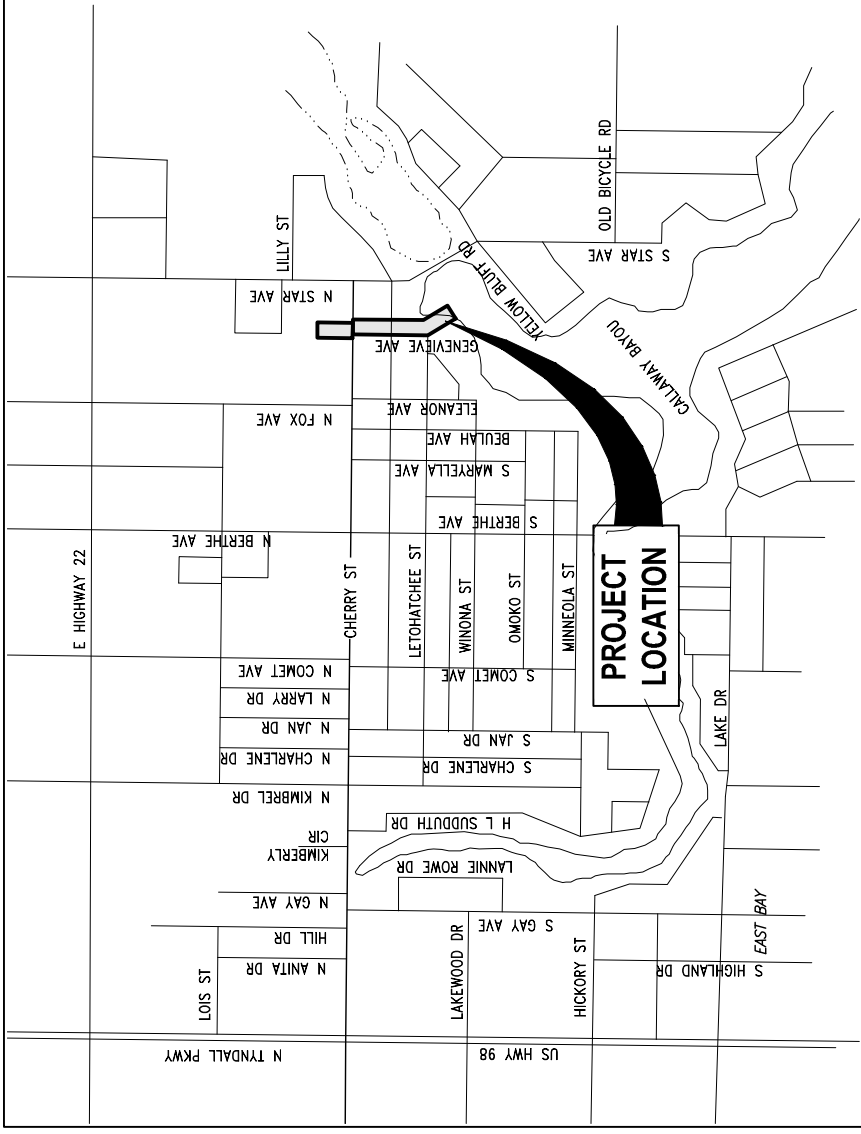 E HIGHWAY 22
LILLY ST
N STAR AVE
OLD BICYCLE RD
S STAR AVE
YELLOW BLUFF RD
GENEVIEVE AVE
CALLAWAY BAYOU
N FOX AVE
ELEANOR AVE
BEULAH AVE
S MARYELLA AVE
N BERTHE AVE
S BERTHE AVE
CHERRY ST
LETOHATCHEE ST
WINONA ST
OMOKO ST
MINNEOLA ST
PROJECT
LOCATION
N COMET AVE
S COMET AVE
N LARRY DR
N JAN DR
S JAN DR
LAKE DR
N CHARLENE DR
S CHARLENE DR
N KIMBREL DR
H L SUDDUTH DR
KIMBERLY
CIR
LANNIE ROWE DR
N GAY AVE
S GAY AVE
HILL DR
N ANITA DR
LOIS ST
LAKEWOOD DR
HICKORY ST
EAST BAY
S HIGHLAND DR
N TYNDALL PKWY
US HWY 98